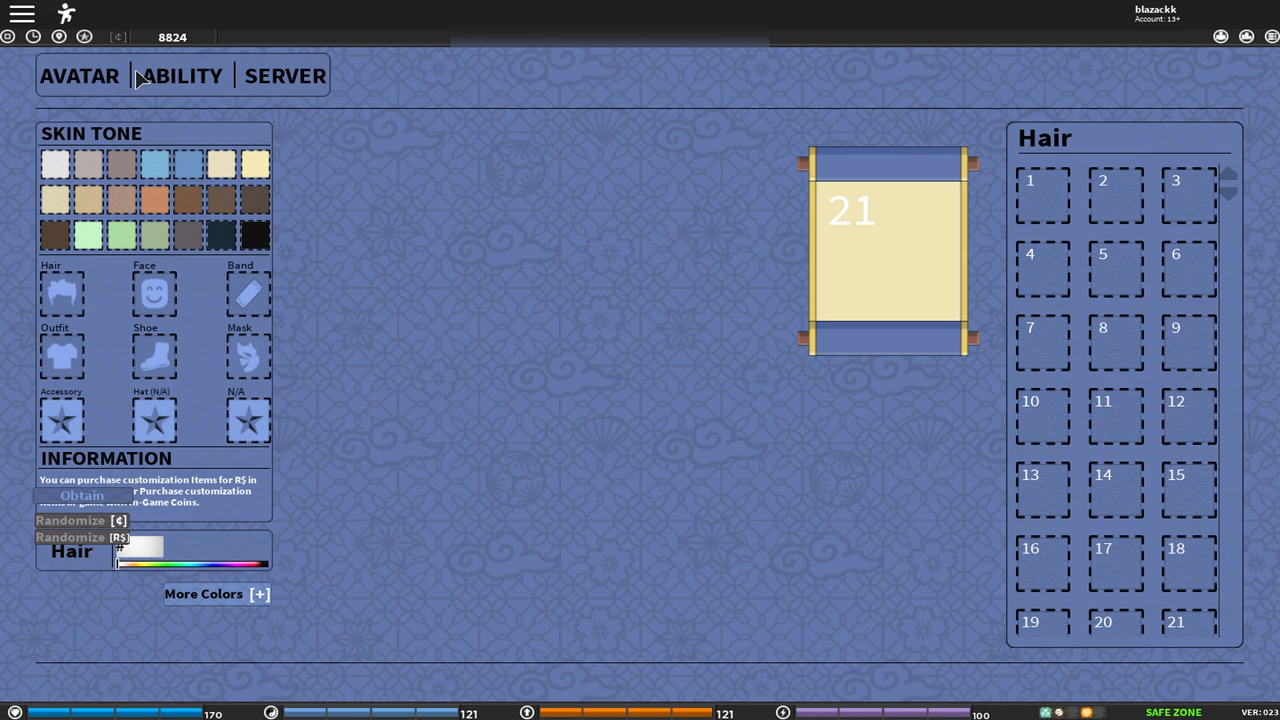 blazackk
Account: 13+
[¢] 8824
AVATAR | ABILITY | SERVER
SKIN TONE
Hair Face Band
Outfit Shoe Mask
Accessory Hat (N/A) N/A
INFORMATION
You can purchase customization Items for R$ in
r Purchase customization
n-Game Coins.
Obtain
Randomize [¢]
Randomize [R$]
Hair #
More Colors [+]
21
Hair
1 2 3
4 5 6
7 8 9
10 11 12
13 14 15
16 17 18
19 20 21
170 121 121 100 SAFE ZONE VER: 023